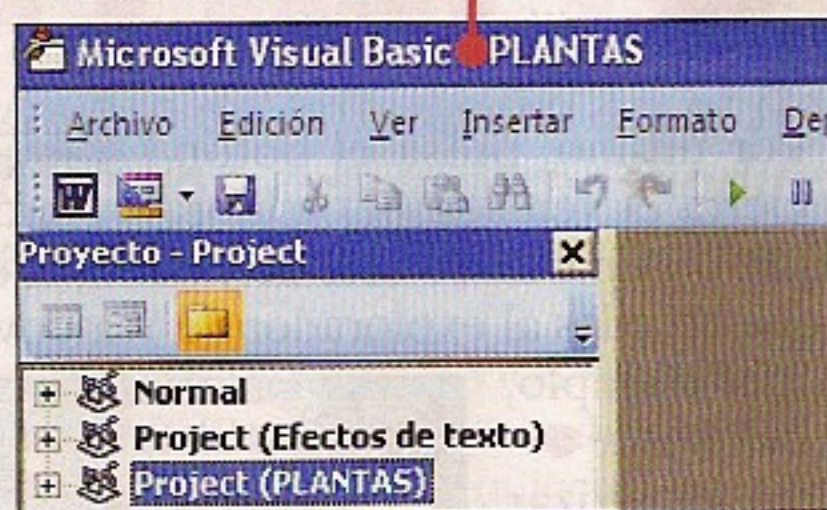 Microsoft Visual Basic PLANTAS
Archivo Edición Ver Insertar Formato
W
Proyecto - Project
Normal
Project (Efectos de texto)
Project (PLANTAS)